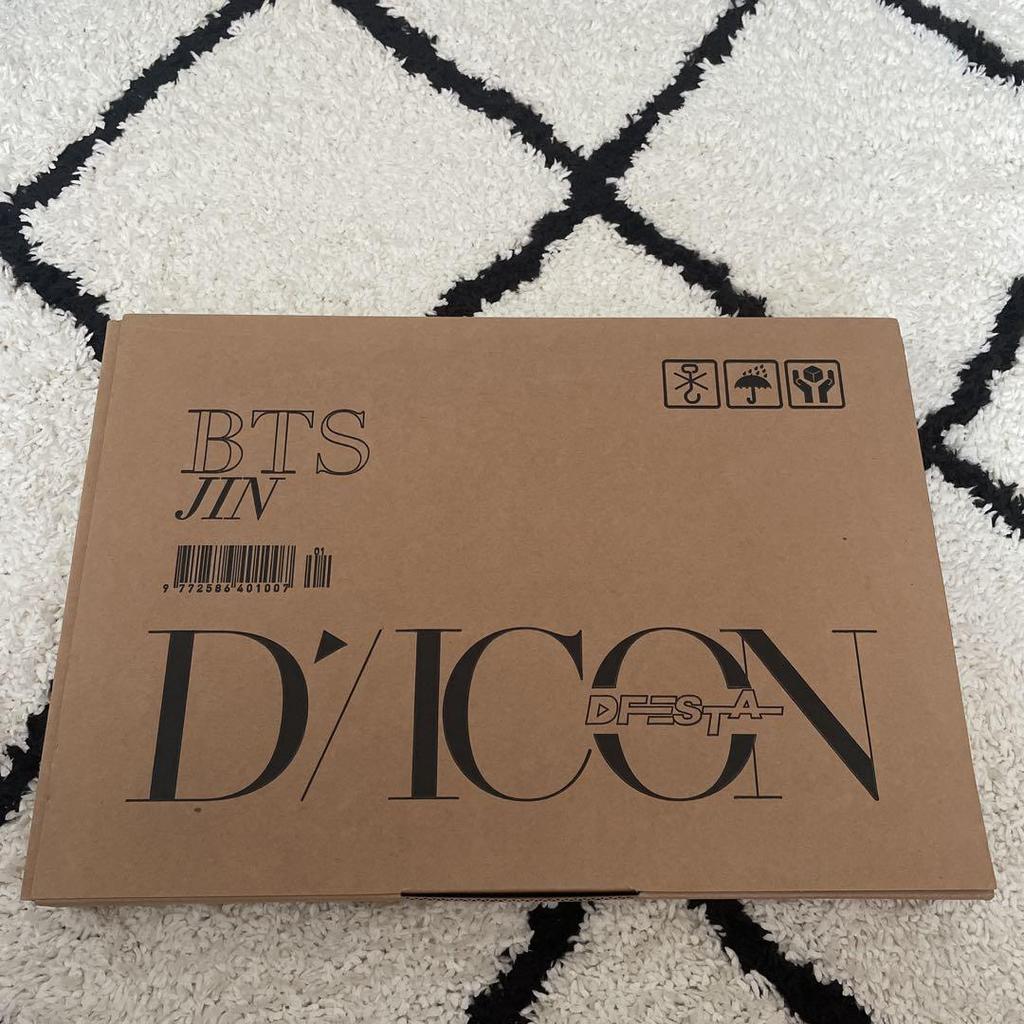 BTS
JIN
01
9 772586 401007
D'/ICON
DFESTA